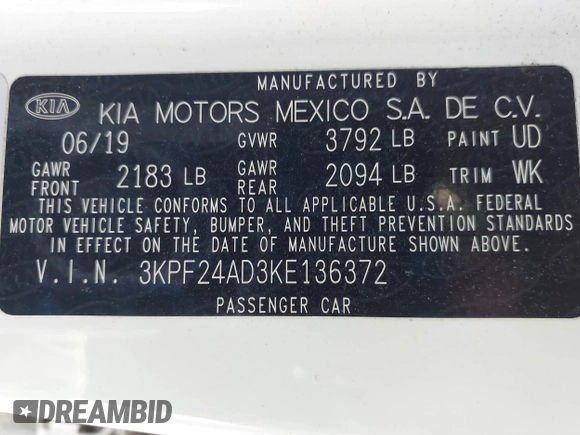 MANUFACTURED BY
KIA KIA MOTORS MEXICO S.A. DE C.V.
06/19 GVWR 3792 LB PAINT UD
GAWR FRONT 2183 LB GAWR REAR 2094 LB TRIM WK
THIS VEHICLE CONFORMS TO ALL APPLICABLE U.S.A. FEDERAL
MOTOR VEHICLE SAFETY, BUMPER, AND THEFT PREVENTION STANDARDS
IN EFFECT ON THE DATE OF MANUFACTURE SHOWN ABOVE.
V.I.N. 3KPF24AD3KE136372
PASSENGER CAR
DREAMBID